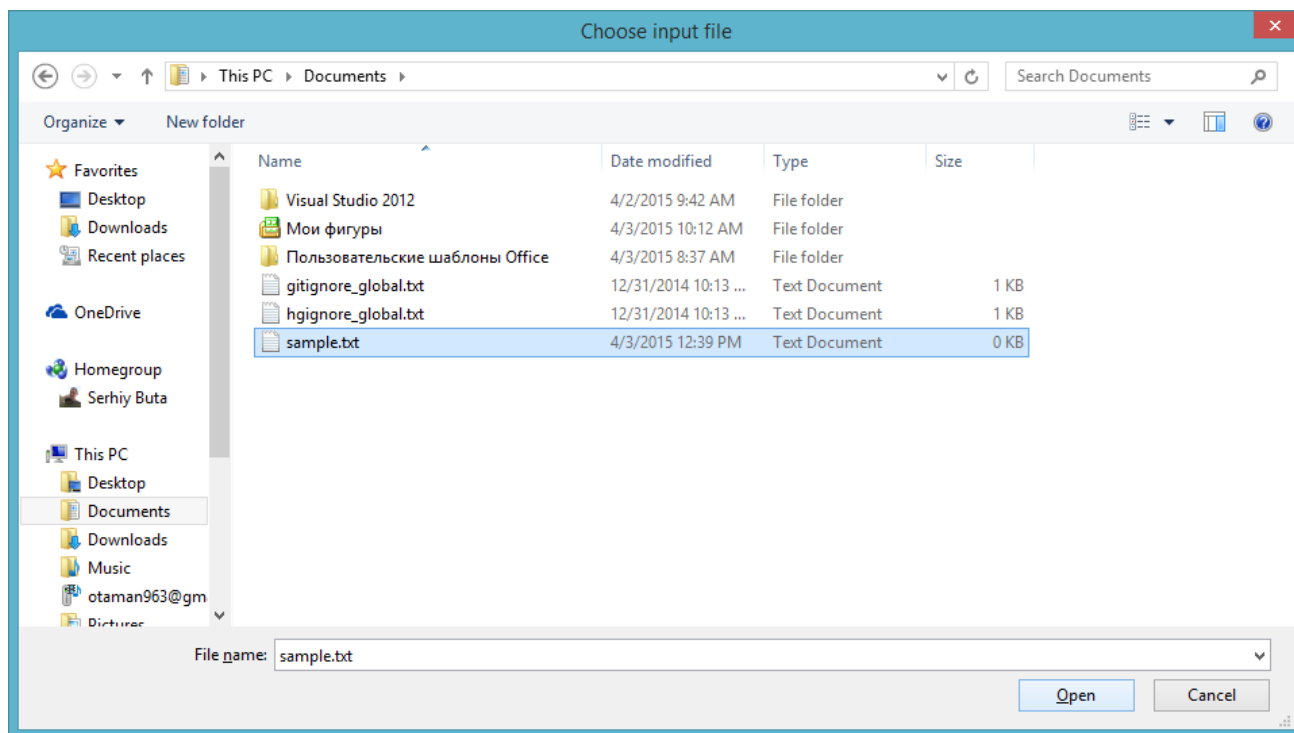 Choose input file
This PC Documents Search Documents
Organize New folder
Name Date modified Type Size
Favorites
Desktop
Downloads
Recent places
OneDrive
Homegroup
Serhiy Buta
This PC
Desktop
Documents
Downloads
Music
otaman963@gm
Pictures
Visual Studio 2012 4/2/2015 9:42 AM File folder
Мои фигуры 4/3/2015 10:12 AM File folder
Пользовательские шаблоны Office 4/3/2015 8:37 AM File folder
gitignore_global.txt 12/31/2014 10:13 ... Text Document 1 KB
hgignore_global.txt 12/31/2014 10:13 ... Text Document 1 KB
sample.txt 4/3/2015 12:39 PM Text Document 0 KB
File name: sample.txt
Open Cancel